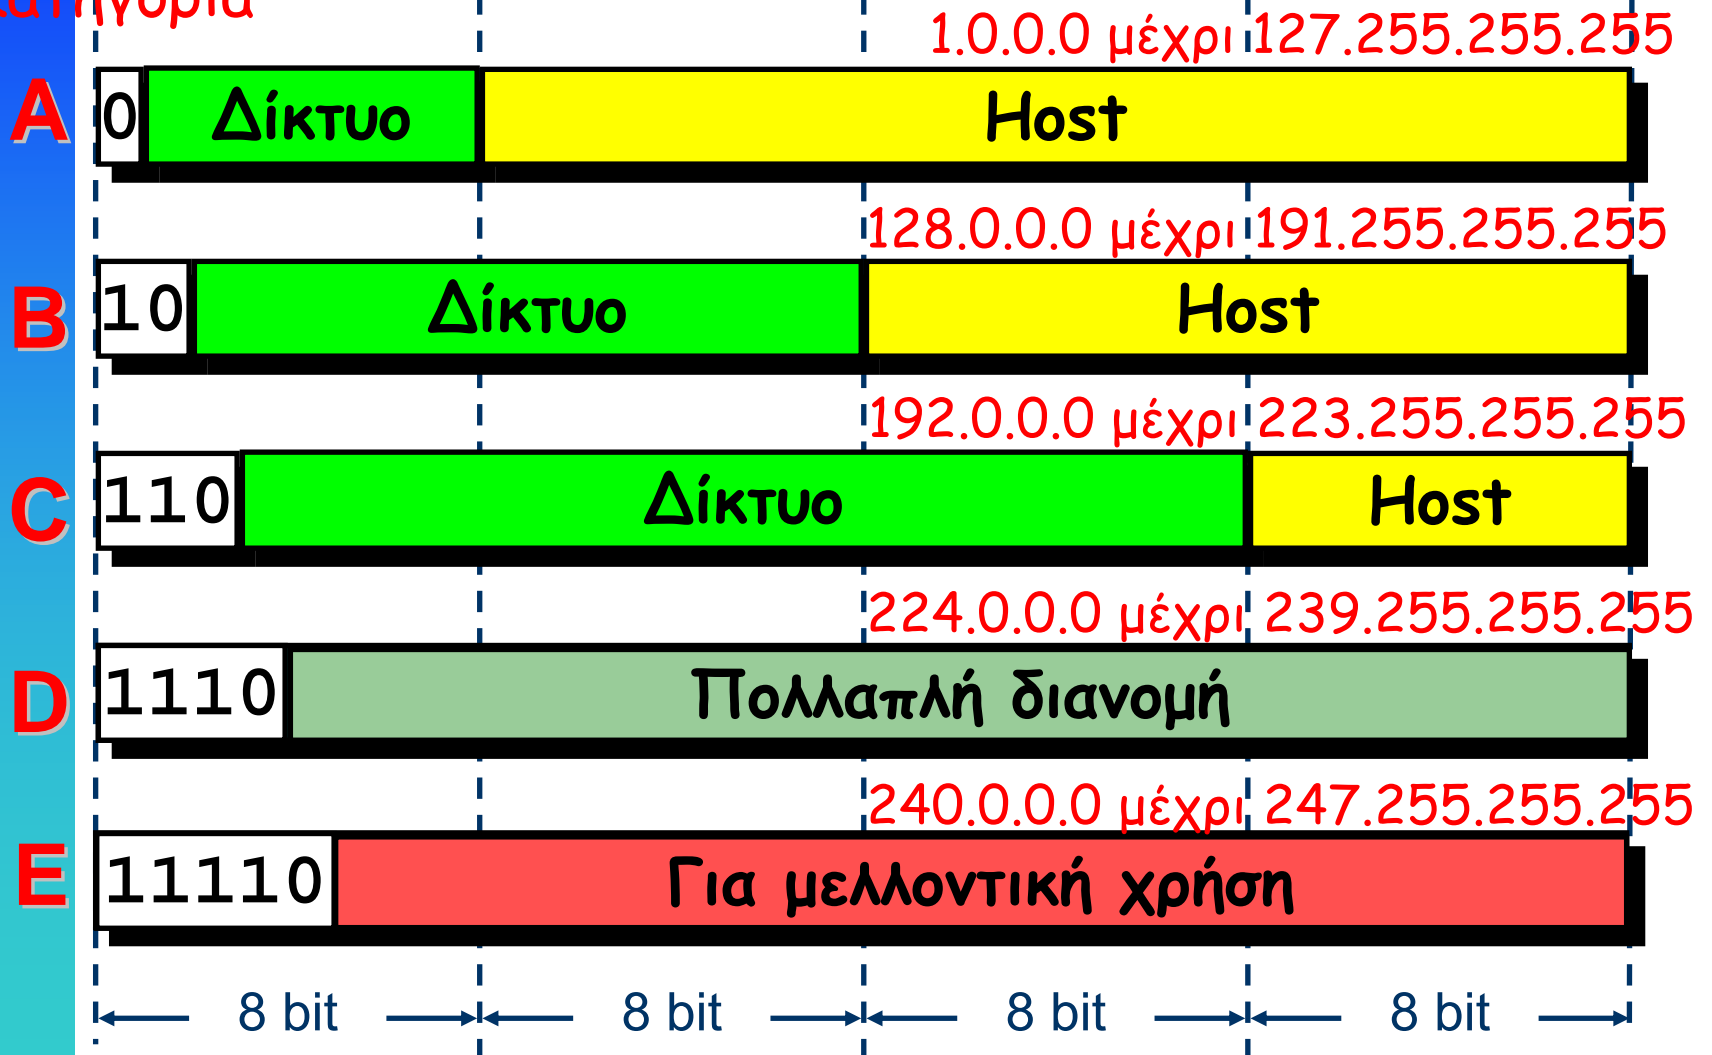 κατηγορία
1.0.0.0 μέχρι 127.255.255.255
A 0 Δίκτυο Host
128.0.0.0 μέχρι 191.255.255.255
B 10 Δίκτυο Host
192.0.0.0 μέχρι 223.255.255.255
C 110 Δίκτυο Host
224.0.0.0 μέχρι 239.255.255.255
D 1110 Πολλαπλή διανομή
240.0.0.0 μέχρι 247.255.255.255
E 11110 Για μελλοντική χρήση
8 bit 8 bit 8 bit 8 bit